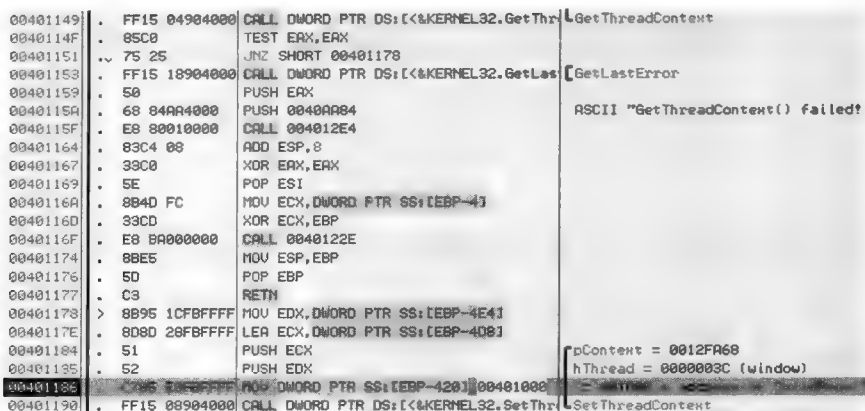 00401149 . FF15 04904000 CALL DWORD PTR DS:[<&KERNEL32.GetThr GetThreadContext
0040114F . 85C0 TEST EAX,EAX
00401151 .v 75 25 JNZ SHORT 00401178
00401153 . FF15 18904000 CALL DWORD PTR DS:[<&KERNEL32.GetLas [GetLastError
00401159 . 50 PUSH EAX
0040115A . 68 84AA4000 PUSH 0040AA84 ASCII "GetThreadContext() failed!
0040115F . E8 80010000 CALL 004012E4
00401164 . 83C4 08 ADD ESP,8
00401167 . 33C0 XOR EAX,EAX
00401169 . 5E POP ESI
0040116A . 8B4D FC MOV ECX,DWORD PTR SS:[EBP-4]
0040116D . 33CD XOR ECX,EBP
0040116F . E8 BA000000 CALL 0040122E
00401174 . 8BE5 MOV ESP,EBP
00401176 . 5D POP EBP
00401177 . C3 RETN
00401178 > 8B95 1CFBFFFF MOV EDX,DWORD PTR SS:[EBP-4E4]
0040117E . 8D8D 28FBFFFF LEA ECX,DWORD PTR SS:[EBP-4D8]
00401184 . 51 PUSH ECX pContext = 0012FA68
00401185 . 52 PUSH EDX hThread = 0000003C (window)
00401186 . MOV DWORD PTR SS:[EBP-420],00401000
00401190 . FF15 08904000 CALL DWORD PTR DS:[<&KERNEL32.SetThr SetThreadContext